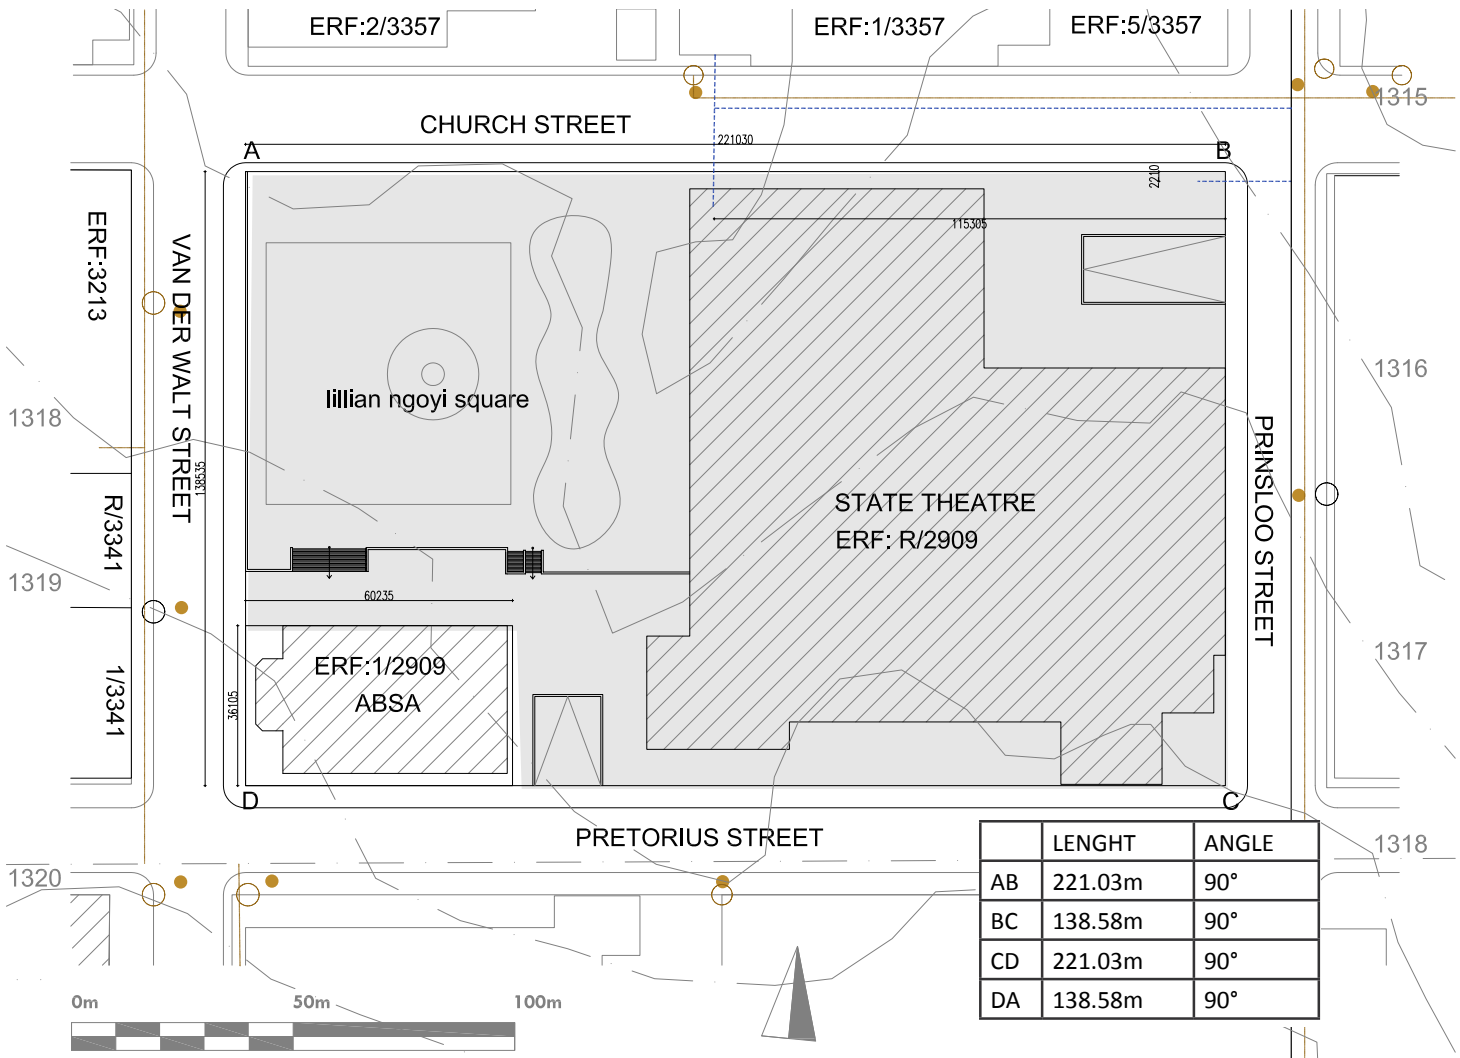 ERF:2/3357
ERF:1/3357
ERF:5/3357
1315
CHURCH STREET
A
221030
B
2210
115305
ERF:3213
VAN DER WALT STREET
1316
lillian ngoyi square
1318
138535
PRINSLOO STREET
STATE THEATRE
ERF: R/2909
R/3341
1319
60235
ERF:1/2909
ABSA
36105
1/3341
1317
D
C
PRETORIUS STREET
1318
1320
LENGHT ANGLE
AB 221.03m 90°
BC 138.58m 90°
CD 221.03m 90°
DA 138.58m 90°
0m 50m 100m